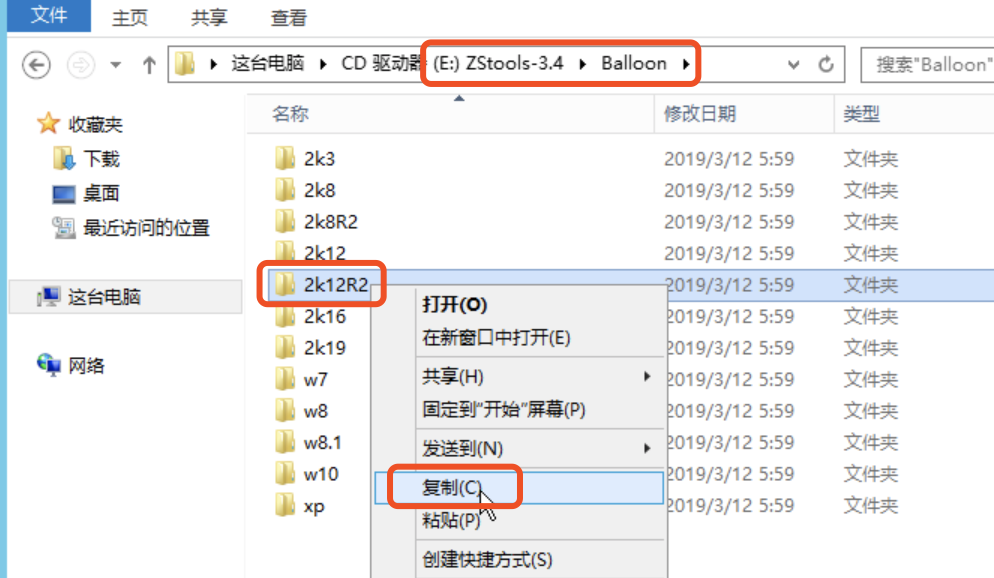 文件 主页 共享 查看
这台电脑 CD 驱动器 (E:) ZStools-3.4 Balloon 搜索"Balloon"
名称 修改日期 类型
收藏夹
下载
桌面
最近访问的位置
这台电脑
网络
2k3 2019/3/12 5:59 文件夹
2k8 2019/3/12 5:59 文件夹
2k8R2 2019/3/12 5:59 文件夹
2k12 2019/3/12 5:59 文件夹
2k12R2 2019/3/12 5:59 文件夹
2k16 2019/3/12 5:59 文件夹
2k19 2019/3/12 5:59 文件夹
w7 2019/3/12 5:59 文件夹
w8 2019/3/12 5:59 文件夹
w8.1 2019/3/12 5:59 文件夹
w10 2019/3/12 5:59 文件夹
xp 2019/3/12 5:59 文件夹
打开(O)
在新窗口中打开(E)
共享(H)
固定到"开始"屏幕(P)
发送到(N)
复制(C)
粘贴(P)
创建快捷方式(S)